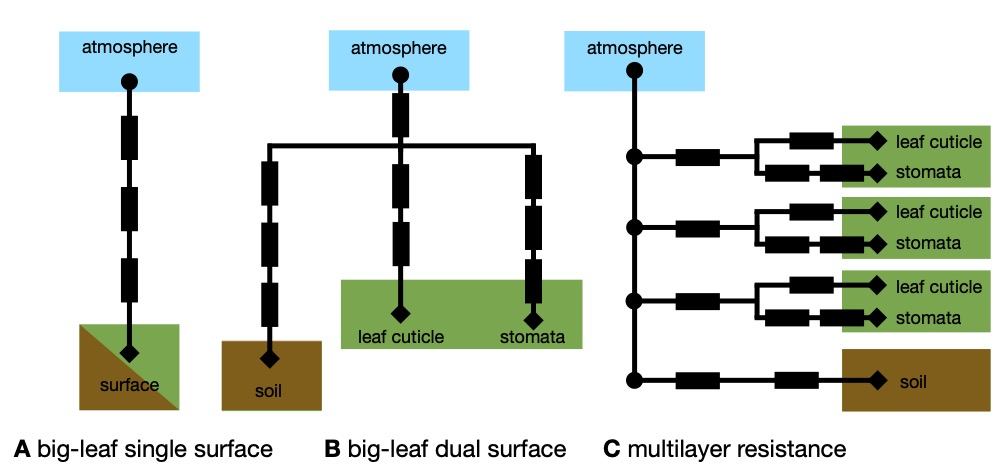 atmosphere
atmosphere
atmosphere
leaf cuticle
stomata
leaf cuticle
stomata
leaf cuticle
stomata
leaf cuticle
stomata
surface
soil
soil
A big-leaf single surface
B big-leaf dual surface
C multilayer resistance